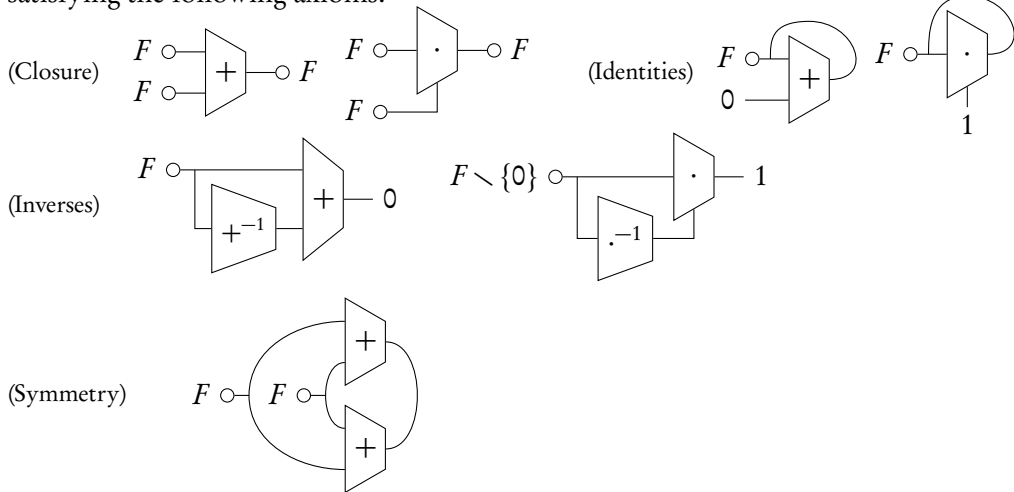 satisfying the following axioms:
(Closure) F F + F F F · F (Identities) F 0 + F · 1
(Inverses) F +⁻¹ + 0 F ∖ {0} ·⁻¹ · 1
(Symmetry) F F + +